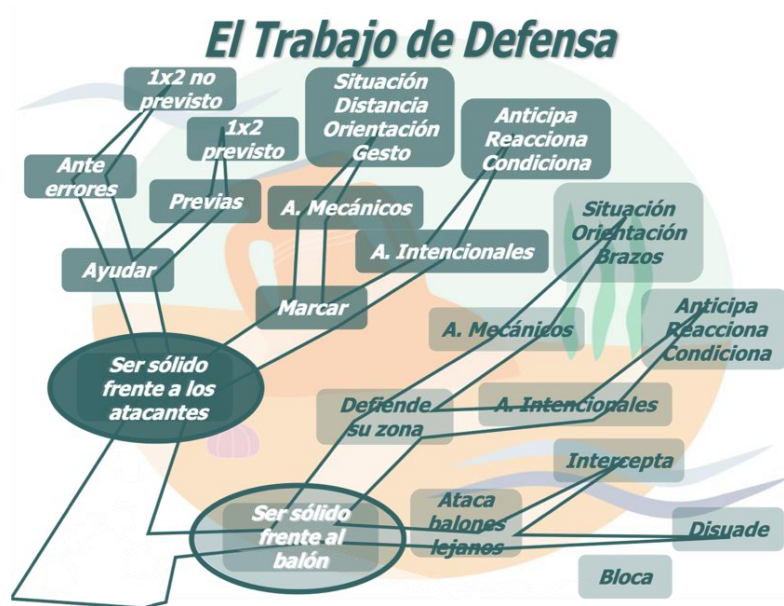 El Trabajo de Defensa
1x2 no
previsto
1x2
previsto
Situación
Distancia
Orientación
Gesto
Anticipa
Reacciona
Condiciona
Ante
errores
Previas
A. Mecánicos
Situación
Orientación
Brazos
Ayudar
A. Intencionales
Marcar
A. Mecánicos
Anticipa
Reacciona
Condiciona
Ser sólido
frente a los
atacantes
Defiende
su zona
A. Intencionales
Intercepta
Ser sólido
frente al
balón
Ataca
balones
lejanos
Disuade
Bloca